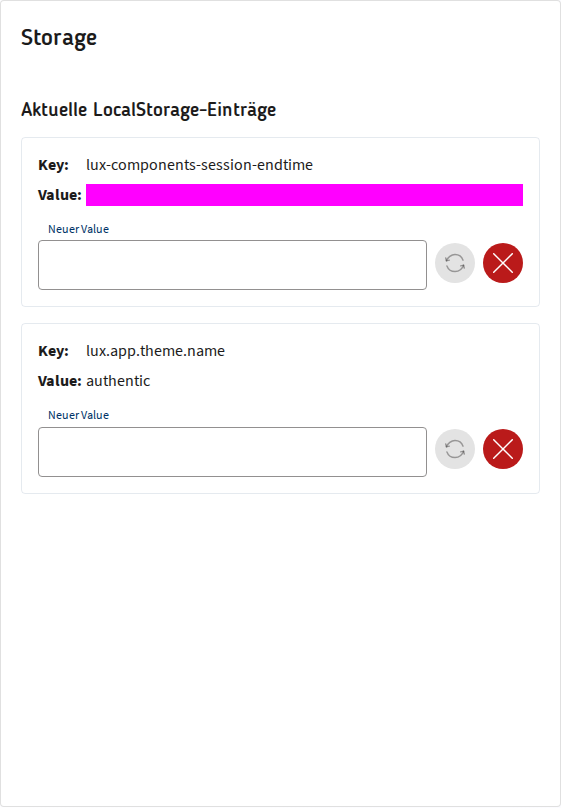 Storage
Aktuelle LocalStorage-Einträge
Key: lux-components-session-endtime
Value:
Neuer Value
Key: lux.app.theme.name
Value: authentic
Neuer Value